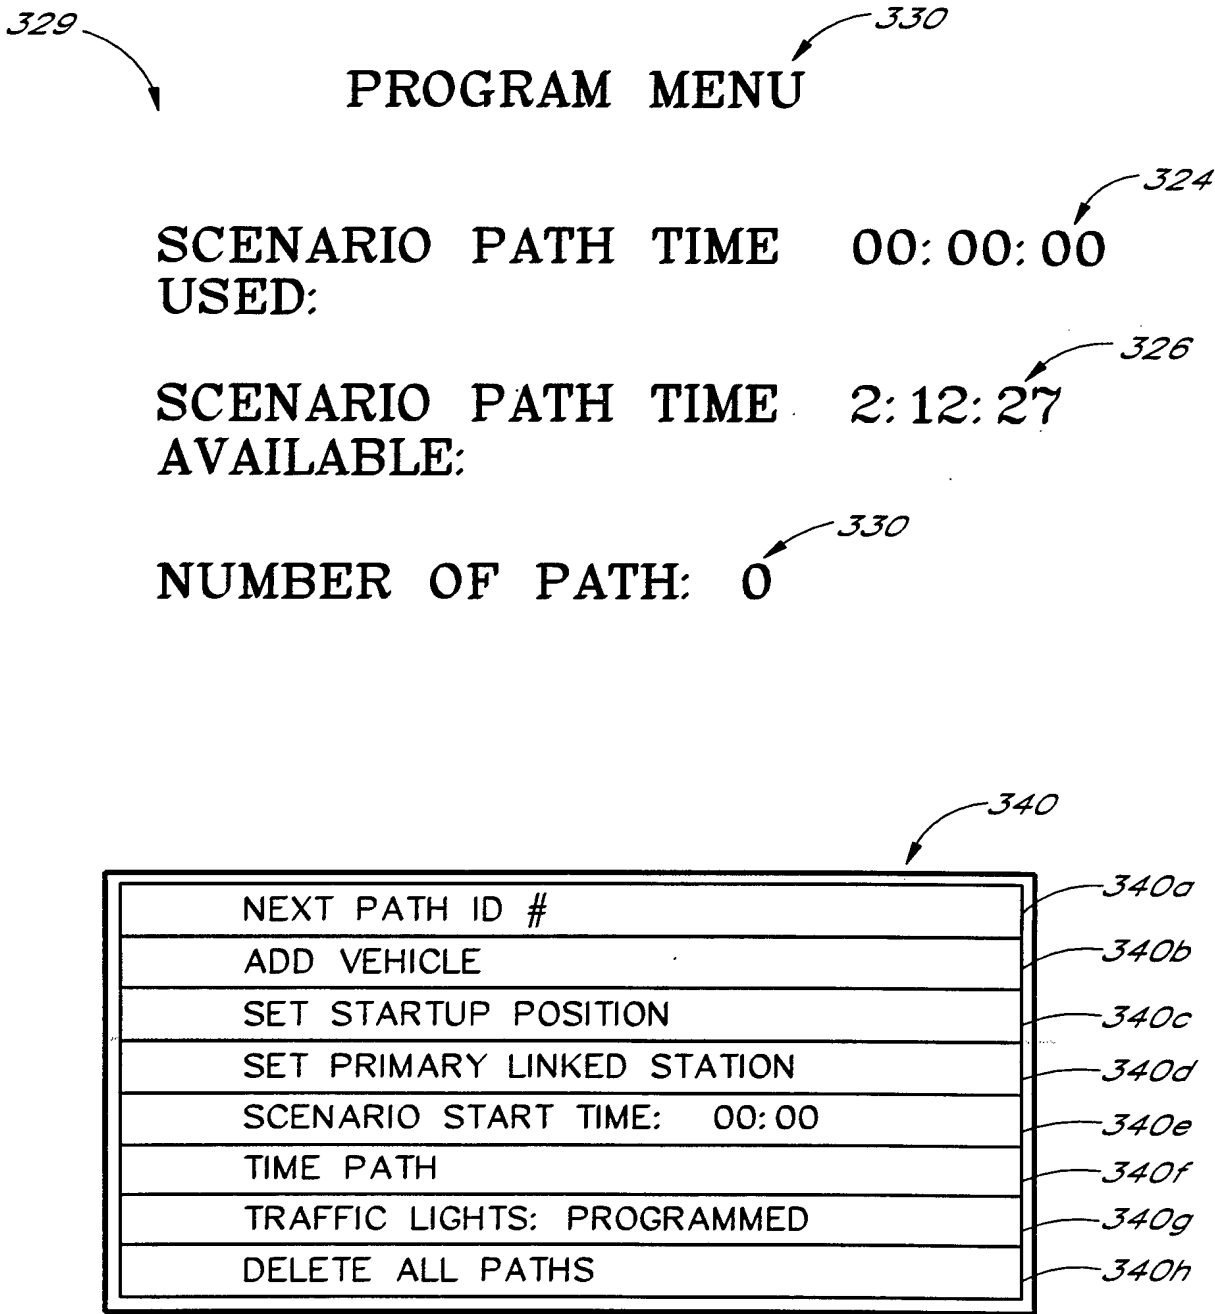 329
330
PROGRAM MENU
324
SCENARIO PATH TIME 00:00:00
USED:
326
SCENARIO PATH TIME 2:12:27
AVAILABLE:
330
NUMBER OF PATH: 0
340
NEXT PATH ID # 340a
ADD VEHICLE 340b
SET STARTUP POSITION 340c
SET PRIMARY LINKED STATION 340d
SCENARIO START TIME: 00:00 340e
TIME PATH 340f
TRAFFIC LIGHTS: PROGRAMMED 340g
DELETE ALL PATHS 340h